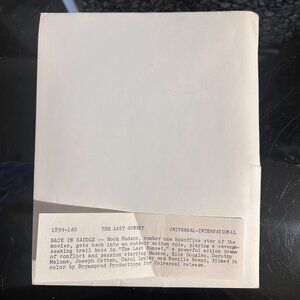 1899-1AD THE LAST SUNSET UNIVERSAL-INTERNATIONAL
BACK IN SADDLE -- Rock Hudson, number one boxoffice star of the
movies, gets back into an outdoor action role, playing a revenge-
seeking trail boss in "The Last Sunset," a powerful action drama
of conflict and passion starring Hudson, Kirk Douglas, Dorothy
Malone, Joseph Cotten, Carol Lynley and Neville Brand, filmed in
color by Brynaprod Productions for Universal release.